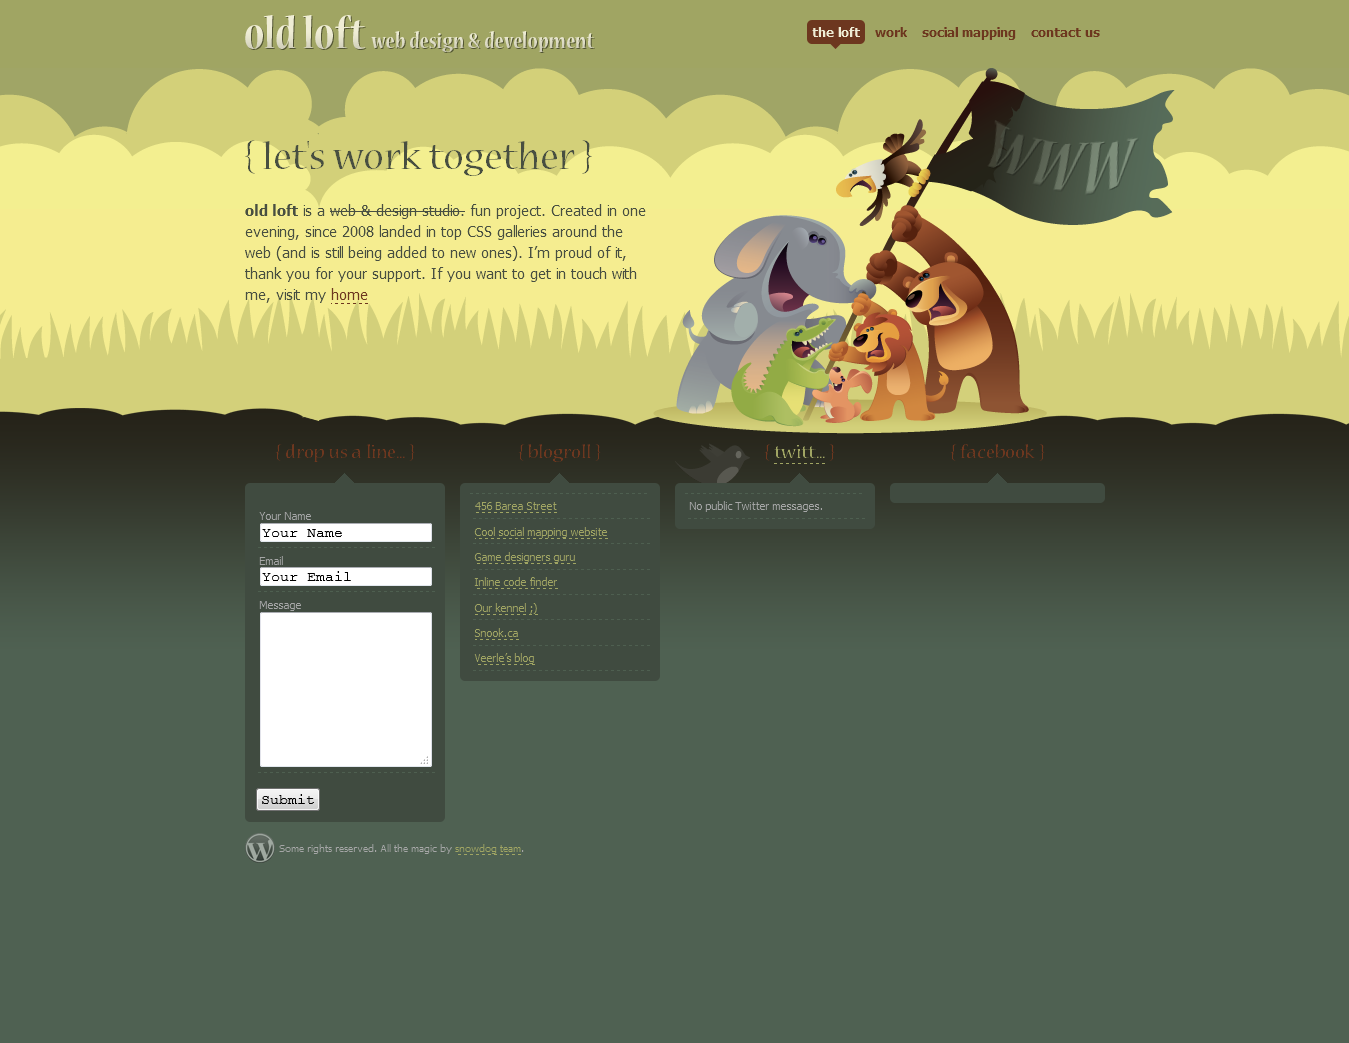 old loft web design & development
the loft
work
social mapping
contact us
WWW
{ let's work together }
old loft is a web & design studio. fun project. Created in one
evening, since 2008 landed in top CSS galleries around the
web (and is still being added to new ones). I'm proud of it,
thank you for your support. If you want to get in touch with
me, visit my home
{ drop us a line... }
Your Name
Your Name
Email
Your Email
Message
Submit
{ blogroll }
456 Barea Street
Cool social mapping website
Game designers guru
Inline code finder
Our kennel ;)
Snook.ca
Veerle's blog
{ twitt... }
No public Twitter messages.
{ facebook }
Some rights reserved. All the magic by snowdog team.